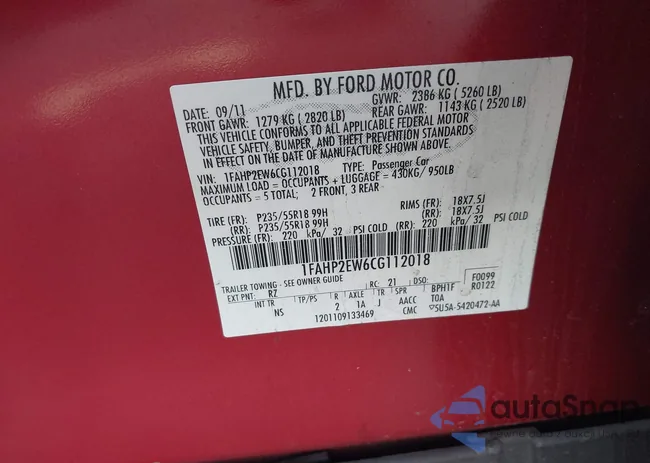 MFD. BY FORD MOTOR CO.
DATE: 09/11 GVWR: 2386 KG ( 5260 LB)
FRONT GAWR: 1279 KG ( 2820 LB) REAR GAWR: 1143 KG ( 2520 LB)
THIS VEHICLE CONFORMS TO ALL APPLICABLE FEDERAL MOTOR
VEHICLE SAFETY, BUMPER, AND THEFT PREVENTION STANDARDS
IN EFFECT ON THE DATE OF MANUFACTURE SHOWN ABOVE.
VIN: 1FAHP2EW6CG112018 TYPE: Passenger Car
MAXIMUM LOAD = OCCUPANTS + LUGGAGE = 430KG/ 950LB
OCCUPANTS = 5 TOTAL; 2 FRONT, 3 REAR
TIRE (FR): P235/55R18 99H RIMS (FR): 18X7.5J
(RR): P235/55R18 99H (RR): 18X7.5J
PRESSURE (FR): 220 kPa/ 32 PSI COLD (RR): 220 kPa/ 32 PSI COLD
1FAHP2EW6CG112018
TRAILER TOWING - SEE OWNER GUIDE F0099
EXT PNT: RZ RC: 21 DSO: R0122
INT TR TP/PS R AXLE TR SPR BPH1F
NS 2 1A J AACC TOA
1201109133469 CMC 5U5A-5420472-AA
autoSnap